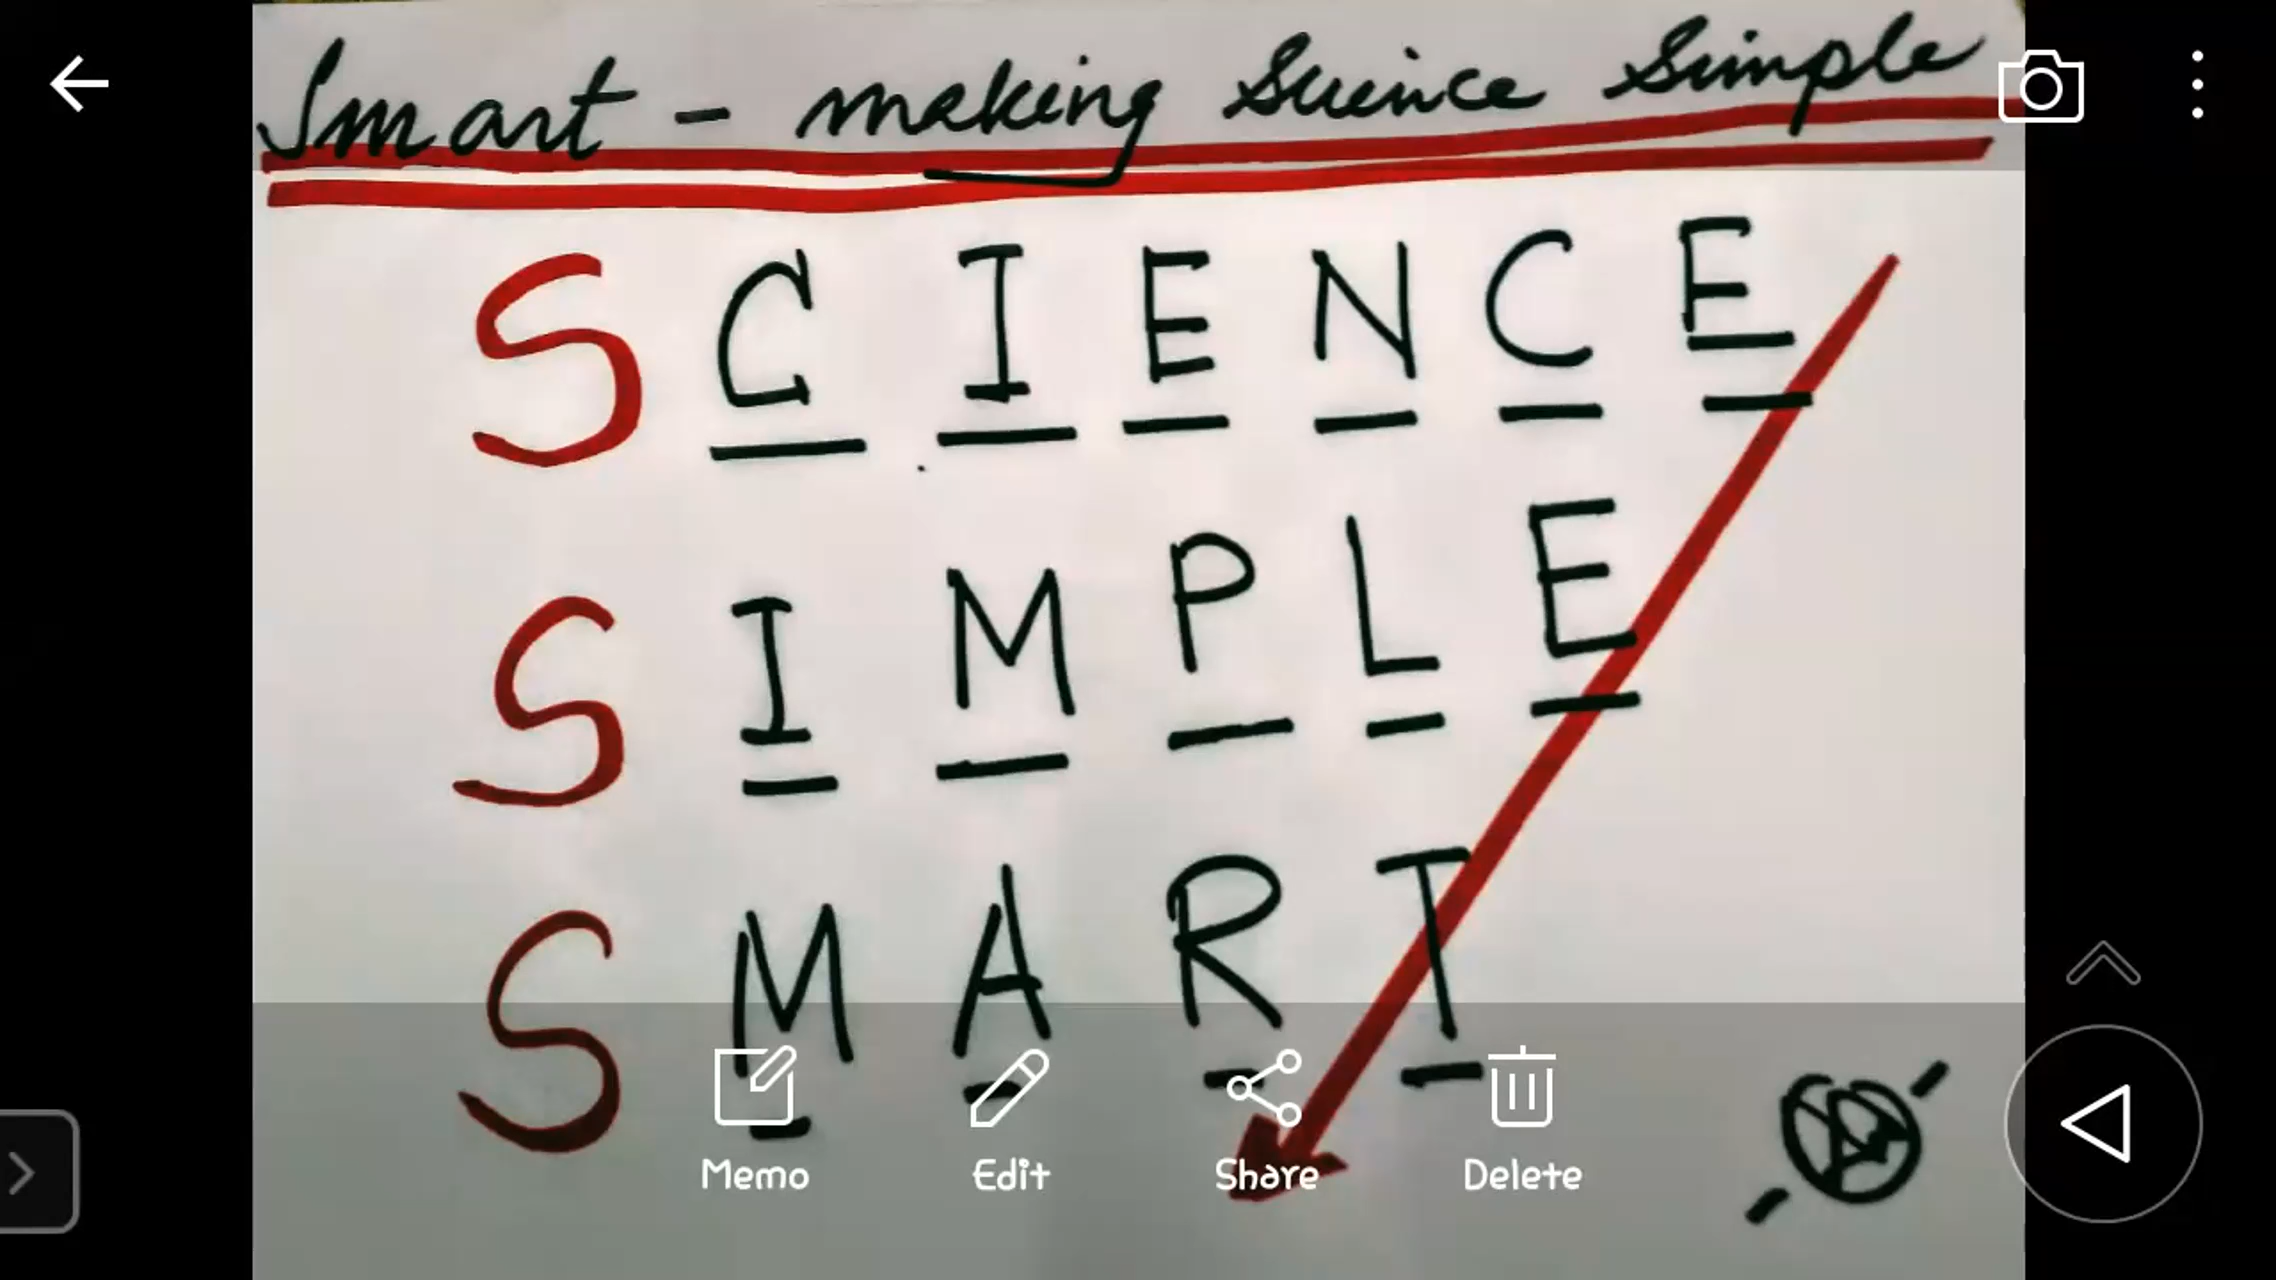 Smart - making Science Simple
SCIENCE
SIMPLE
SMART
Memo Edit Share Delete